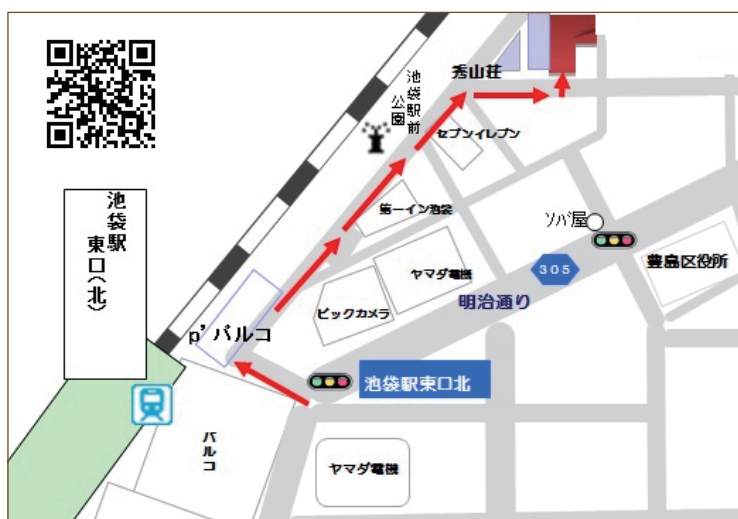 秀山荘
池袋駅前
公園
セブンイレブン
池袋駅
東口(北)
第一イン池袋
ソバ屋
豊島区役所
305
ヤマダ電機
明治通り
ビックカメラ
p'パルコ
池袋駅東口北
パルコ
ヤマダ電機